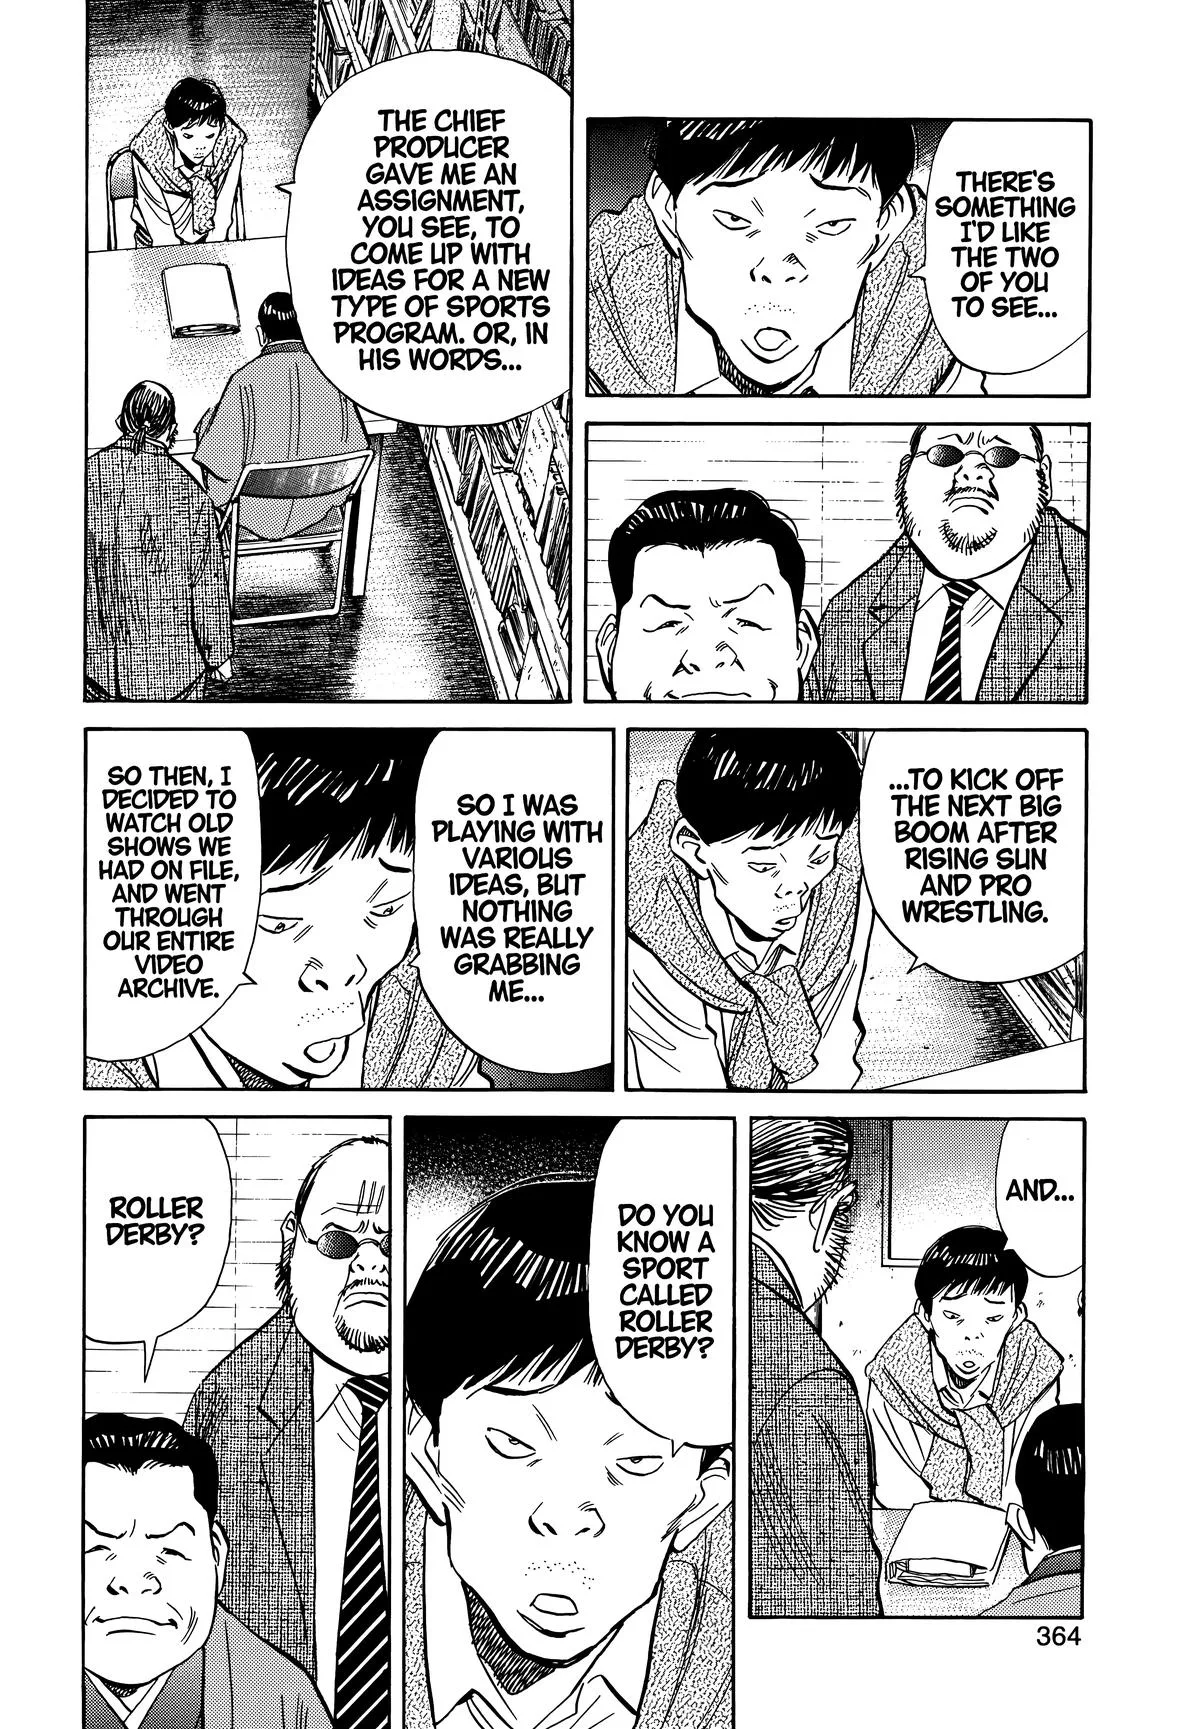 THERE'S
SOMETHING
I'D LIKE
THE TWO
OF YOU
TO SEE...
THE CHIEF
PRODUCER
GAVE ME AN
ASSIGNMENT,
YOU SEE, TO
COME UP WITH
IDEAS FOR A NEW
TYPE OF SPORTS
PROGRAM. OR, IN
HIS WORDS...
...TO KICK OFF
THE NEXT BIG
BOOM AFTER
RISING SUN
AND PRO
WRESTLING.
SO I WAS
PLAYING WITH
VARIOUS
IDEAS, BUT
NOTHING
WAS REALLY
GRABBING
ME...
SO THEN, I
DECIDED TO
WATCH OLD
SHOWS WE
HAD ON FILE,
AND WENT
THROUGH
OUR ENTIRE
VIDEO
ARCHIVE.
AND...
DO YOU
KNOW A
SPORT
CALLED
ROLLER
DERBY?
ROLLER
DERBY?
364